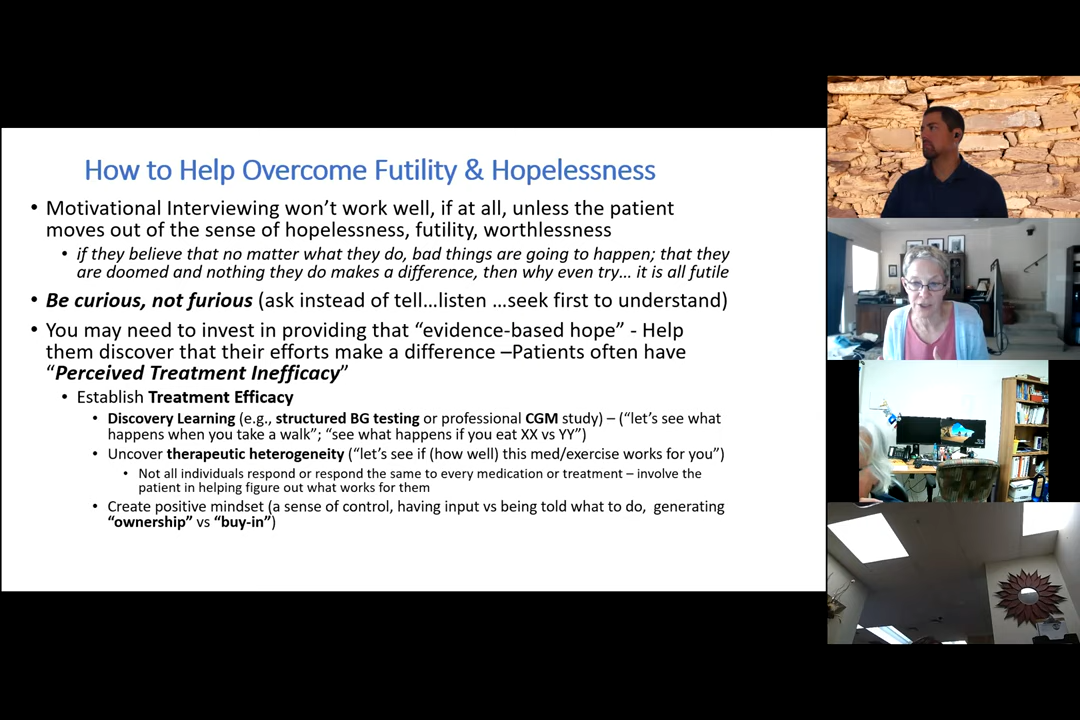 How to Help Overcome Futility & Hopelessness
• Motivational Interviewing won’t work well, if at all, unless the patient
moves out of the sense of hopelessness, futility, worthlessness
• if they believe that no matter what they do, bad things are going to happen; that they
are doomed and nothing they do makes a difference, then why even try… it is all futile
• Be curious, not furious (ask instead of tell…listen …seek first to understand)
• You may need to invest in providing that “evidence-based hope” - Help
them discover that their efforts make a difference –Patients often have
“Perceived Treatment Inefficacy”
• Establish Treatment Efficacy
• Discovery Learning (e.g., structured BG testing or professional CGM study) – (“let’s see what
happens when you take a walk”; “see what happens if you eat XX vs YY”)
• Uncover therapeutic heterogeneity (“let’s see if (how well) this med/exercise works for you”)
• Not all individuals respond or respond the same to every medication or treatment – involve the
patient in helping figure out what works for them
• Create positive mindset (a sense of control, having input vs being told what to do,  generating
“ownership” vs “buy-in”)